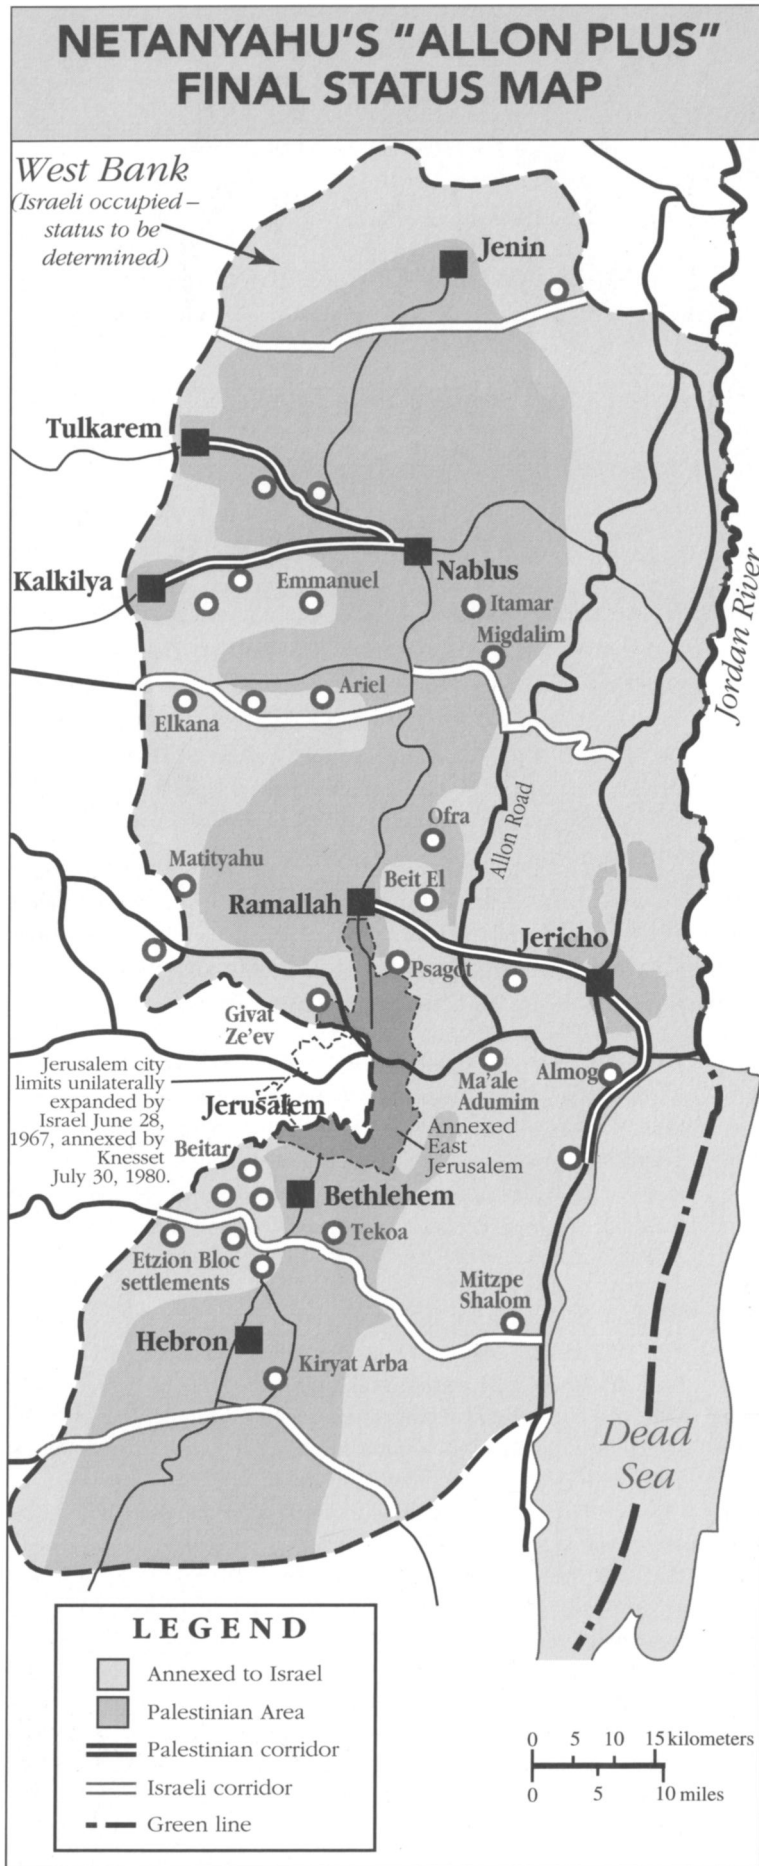 NETANYAHU'S "ALLON PLUS"
FINAL STATUS MAP
West Bank
(Israeli occupied –
status to be
determined)
Jenin
Tulkarem
Kalkilya
Nablus
Emmanuel
Itamar
Migdalim
Jordan River
Ariel
Elkana
Ofra
Allon Road
Matityahu
Beit El
Ramallah
Jericho
Psagot
Givat
Ze'ev
Jerusalem city
limits unilaterally
expanded by
Israel June 28,
1967, annexed by
Knesset
July 30, 1980.
Ma'ale
Adumim
Almog
Jerusalem
Annexed
East
Jerusalem
Beitar
Bethlehem
Tekoa
Etzion Bloc
settlements
Mitzpe
Shalom
Hebron
Kiryat Arba
Dead
Sea
LEGEND
Annexed to Israel
Palestinian Area
Palestinian corridor
Israeli corridor
Green line
0 5 10 15 kilometers
0 5 10 miles